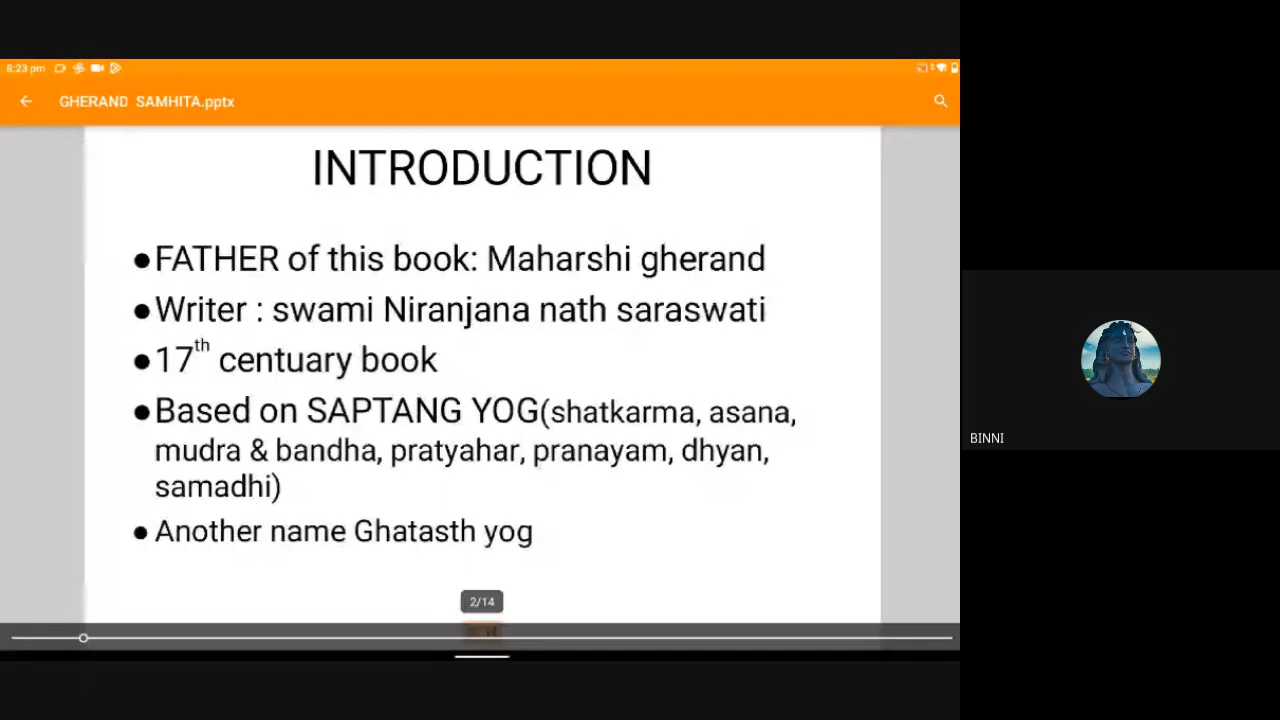 8:23 pm
GHERAND SAMHITA.pptx
INTRODUCTION
●FATHER of this book: Maharshi gherand
●Writer : swami Niranjana nath saraswati
●17th centuary book
●Based on SAPTANG YOG(shatkarma, asana,
mudra & bandha, pratyahar, pranayam, dhyan,
samadhi)
●Another name Ghatasth yog
2/14
BINNI